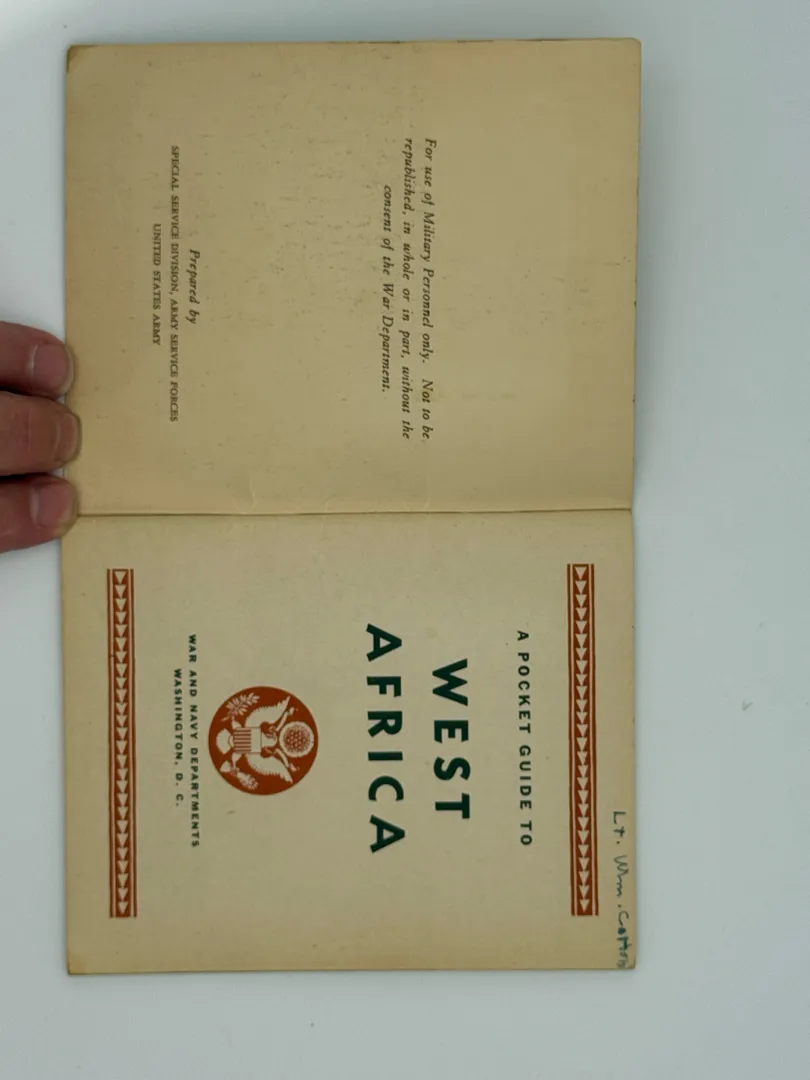 For use of Military Personnel only. Not to be
republished, in whole or in part, without the
consent of the War Department.
Prepared by
SPECIAL SERVICE DIVISION, ARMY SERVICE FORCES
UNITED STATES ARMY
Lt. Wm.
A POCKET GUIDE TO
WEST
AFRICA
WAR AND NAVY DEPARTMENTS
WASHINGTON, D. C.